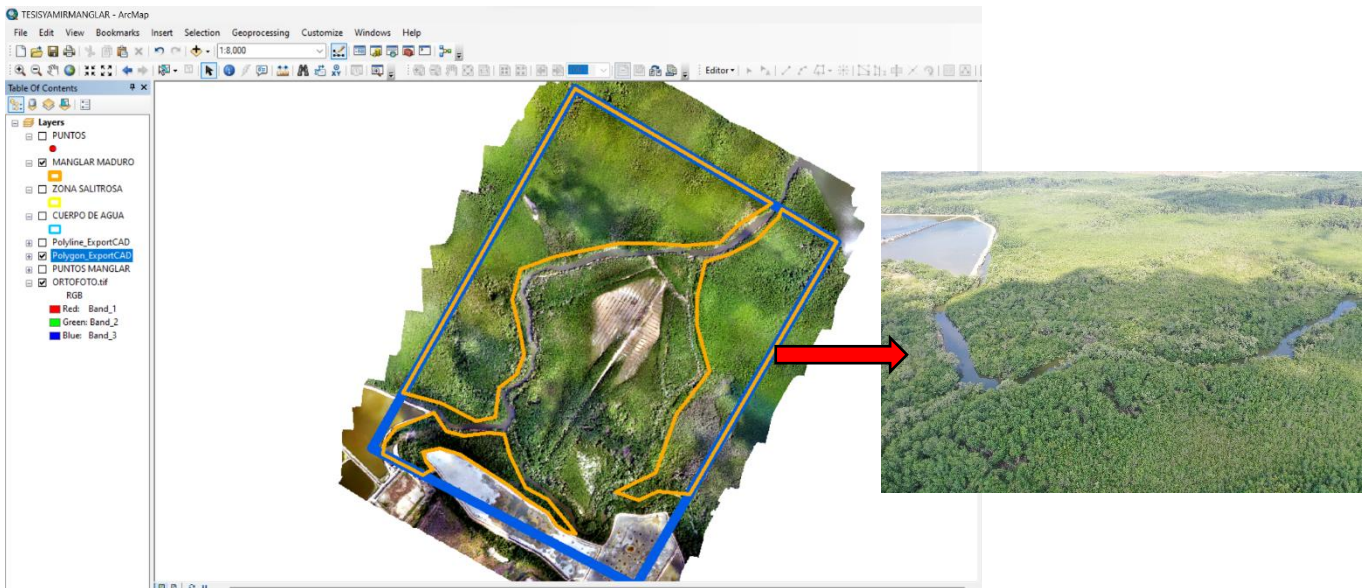 TESISYAMIRMANGLAR - ArcMap
File Edit View Bookmarks Insert Selection Geoprocessing Customize Windows Help
1:8,000
Editor
Table Of Contents
Layers
PUNTOS
MANGLAR MADURO
ZONA SALITROSA
CUERPO DE AGUA
Polyline_ExportCAD
Polygon_ExportCAD
PUNTOS MANGLAR
ORTOFOTO.tif
RGB
Red: Band_1
Green: Band_2
Blue: Band_3